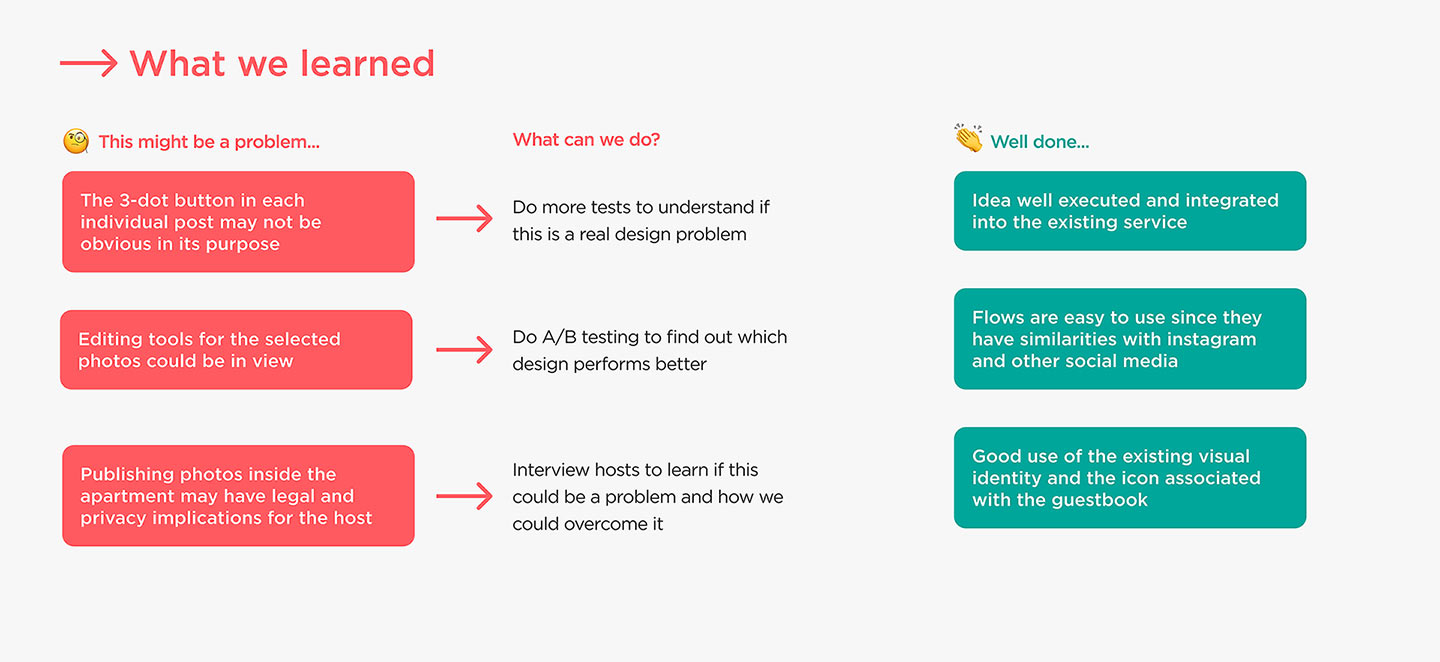 What we learned
This might be a problem...
The 3-dot button in each
individual post may not be
obvious in its purpose
Editing tools for the selected
photos could be in view
Publishing photos inside the
apartment may have legal and
privacy implications for the host
What can we do?
Do more tests to understand if
this is a real design problem
Do A/B testing to find out which
design performs better
Interview hosts to learn if this
could be a problem and how we
could overcome it
Well done...
Idea well executed and integrated
into the existing service
Flows are easy to use since they
have similarities with instagram
and other social media
Good use of the existing visual
identity and the icon associated
with the guestbook